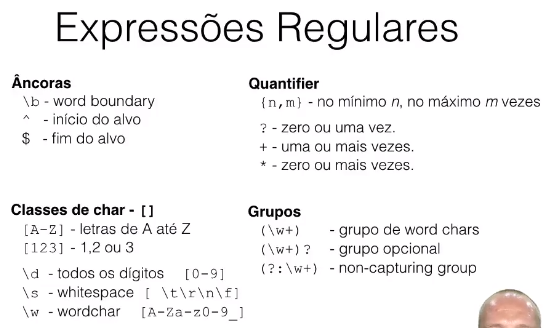 Expressões Regulares
Âncoras
\b - word boundary
^ - início do alvo
$ - fim do alvo
Quantifier
{n,m} - no mínimo n, no máximo m vezes
? - zero ou uma vez.
+ - uma ou mais vezes.
* - zero ou mais vezes.
Classes de char - []
[A-Z] - letras de A até Z
[123] - 1,2 ou 3
\d - todos os dígitos [0-9]
\s - whitespace [ \t\r\n\f]
\w - wordchar [A-Za-z0-9_]
Grupos
(\w+) - grupo de word chars
(\w+)? - grupo opcional
(?:\w+) - non-capturing group